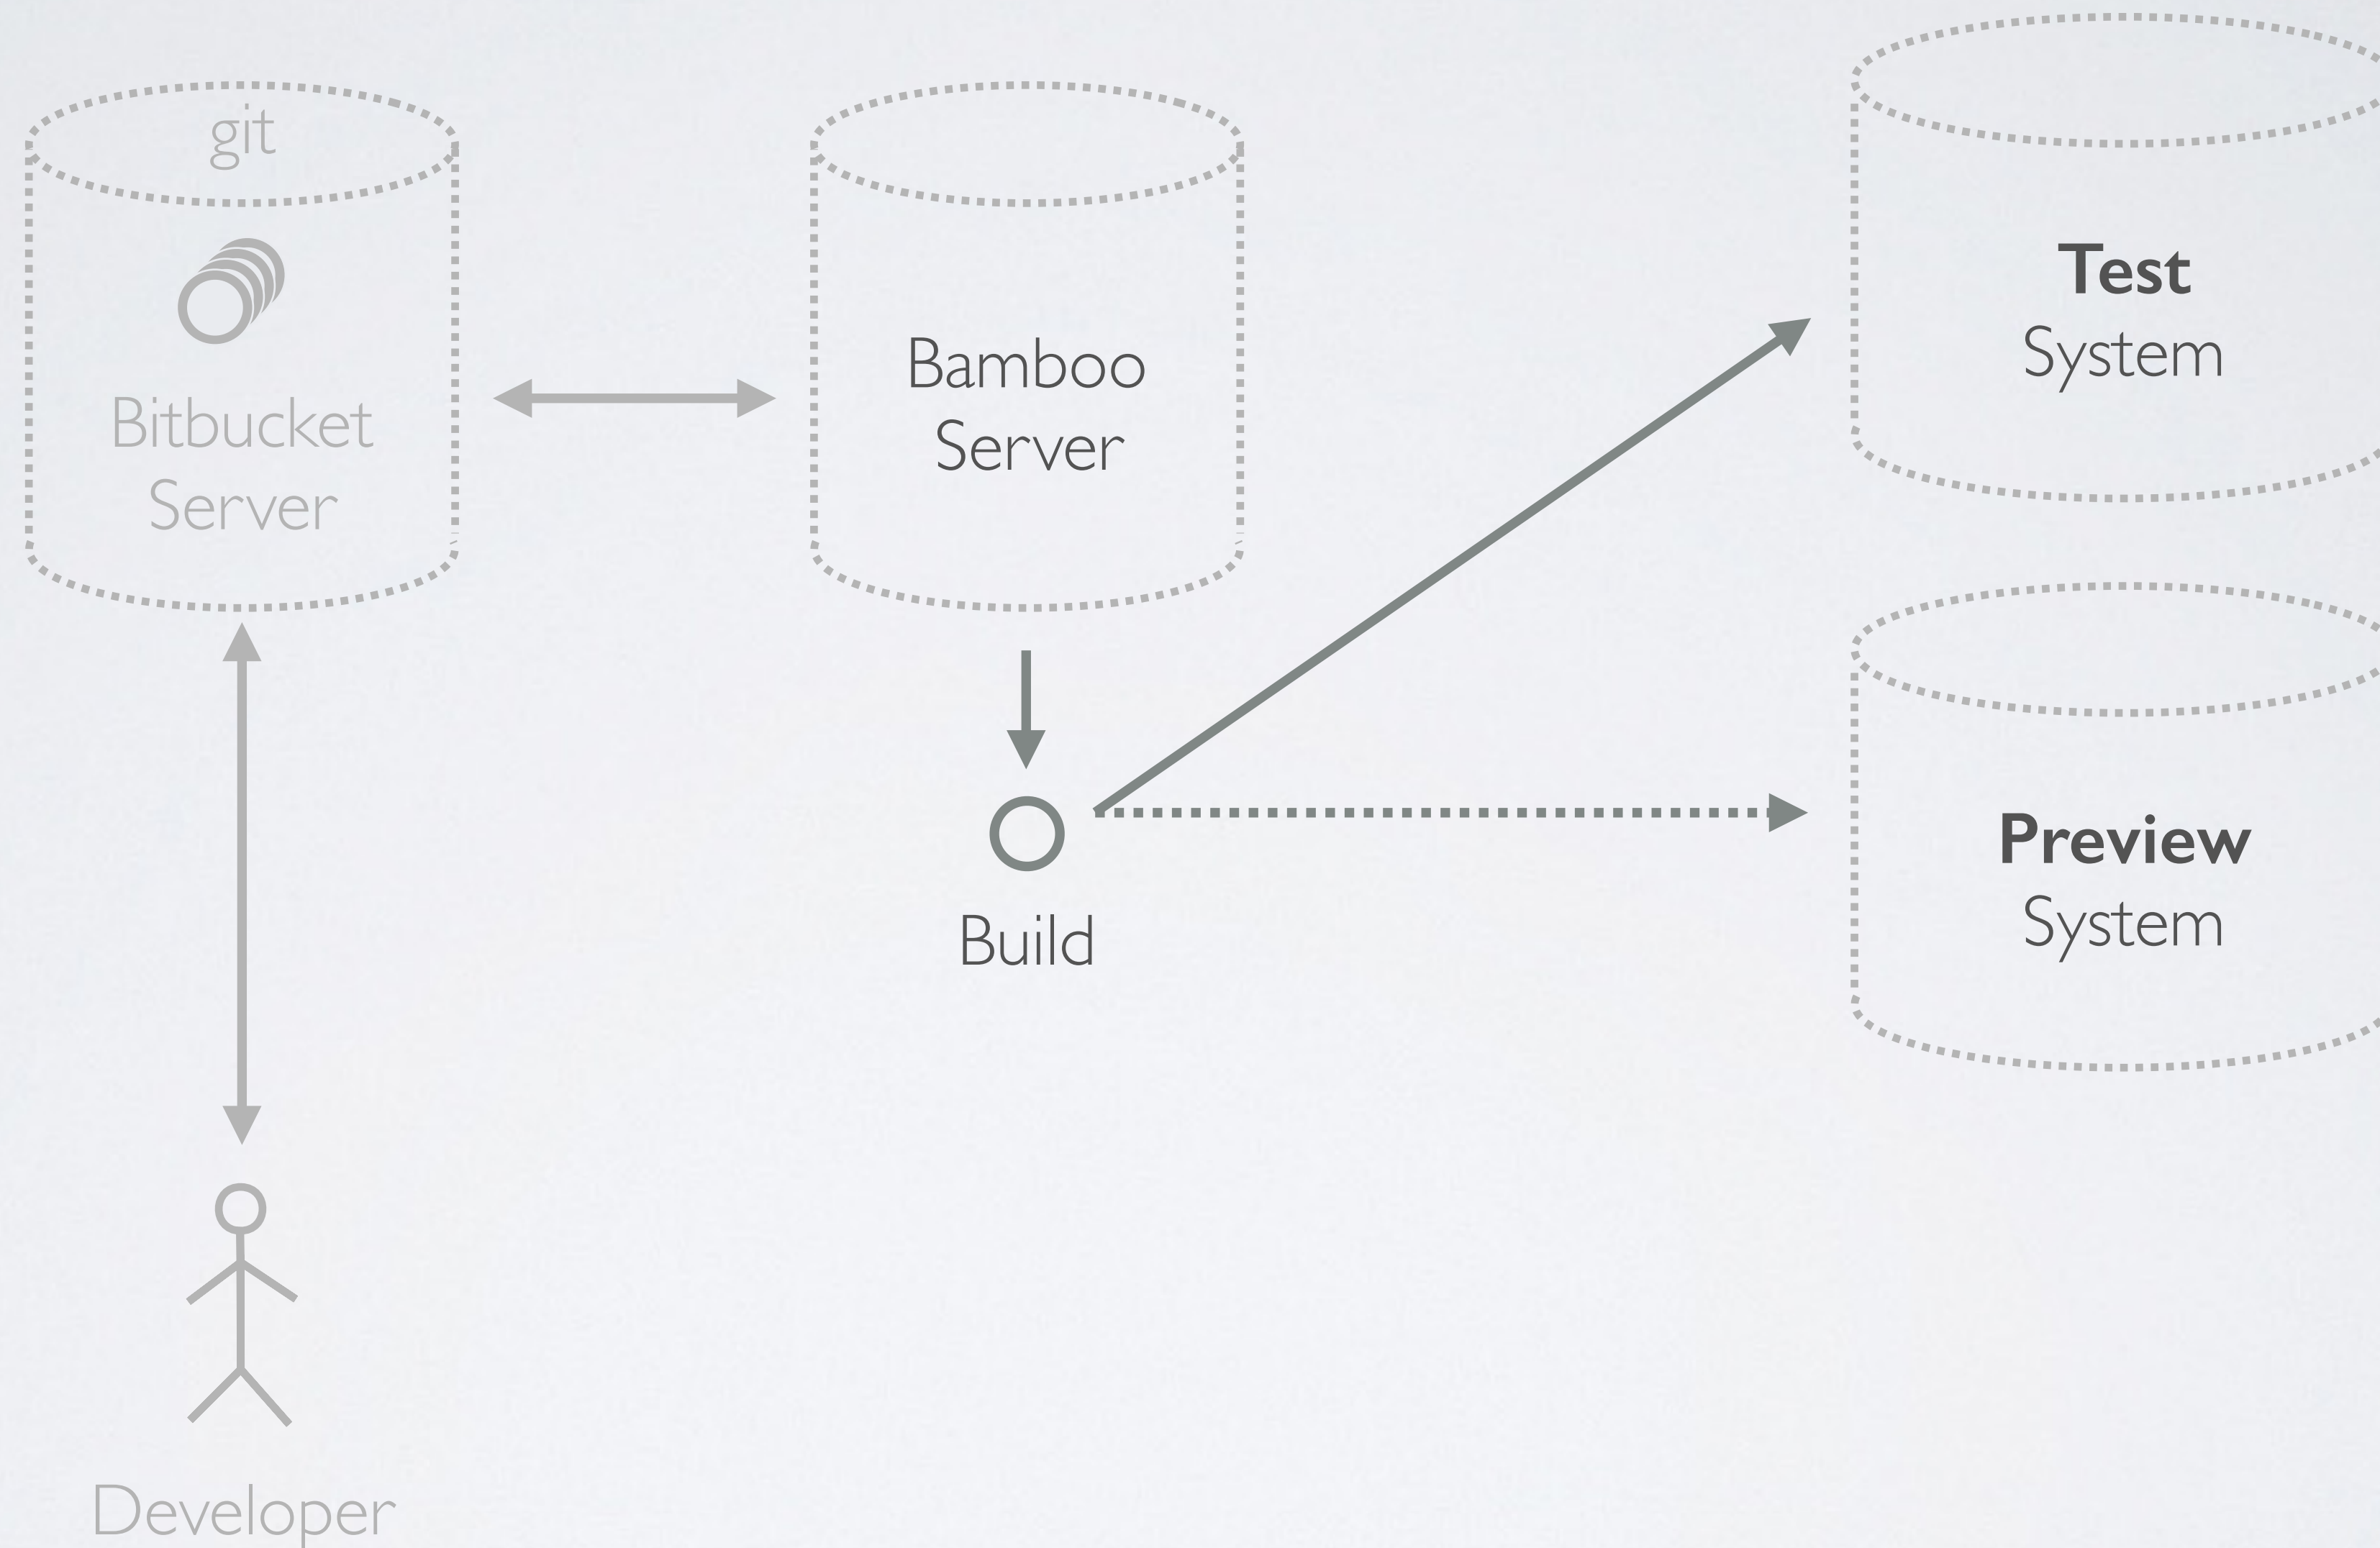 git
Bitbucket
Server
Bamboo
Server
Test
System
Build
Preview
System
Developer